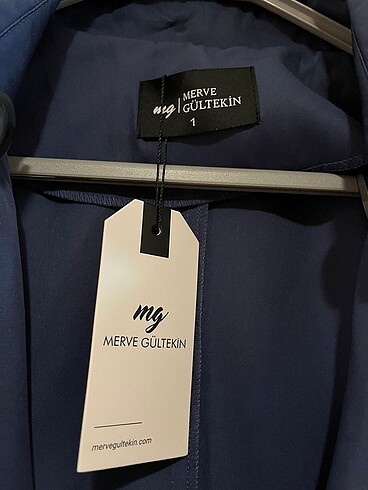 mg | MERVE
GÜLTEKİN
1
mg
MERVE GÜLTEKİN
mervegultekin.com